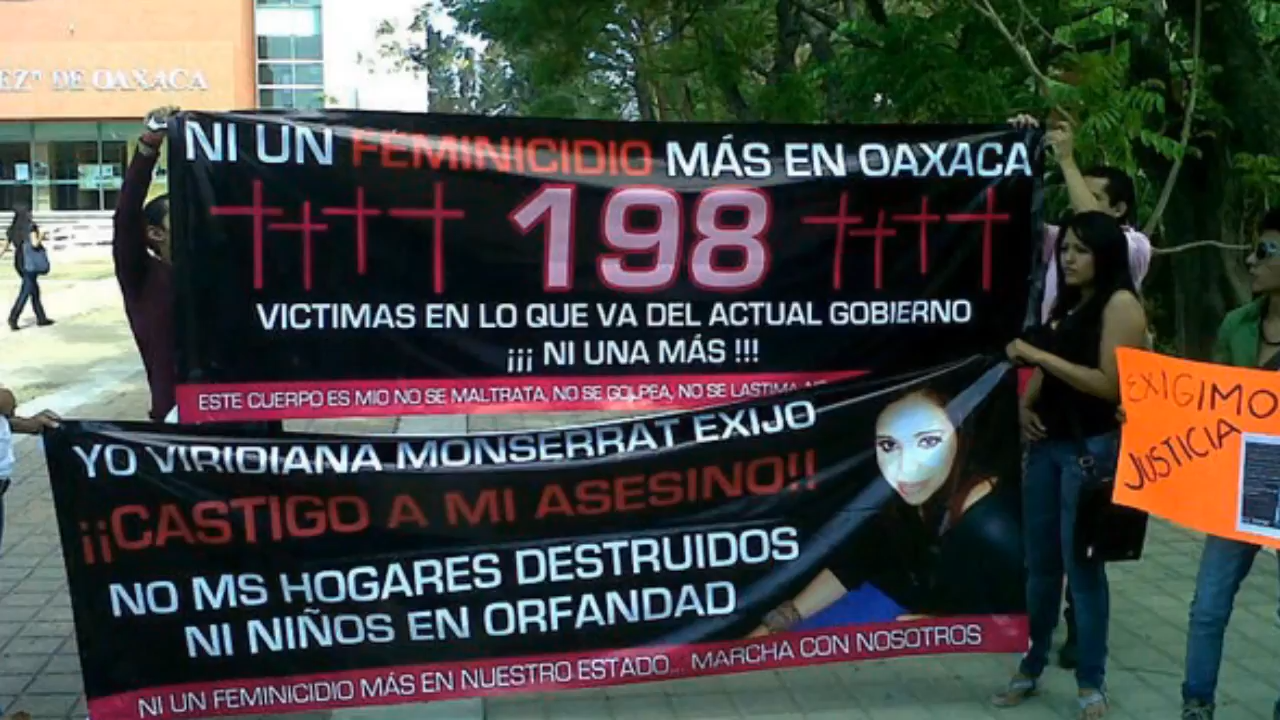 EZ" DE OAXACA
NI UN FEMINICIDIO MÁS EN OAXACA
198
VICTIMAS EN LO QUE VA DEL ACTUAL GOBIERNO
¡¡¡ NI UNA MÁS !!!
ESTE CUERPO ES MIO NO SE MALTRATA, NO SE GOLPEA, NO SE LASTIMA
YO VIRIDIANA MONSERRAT EXIJO
¡¡CASTIGO A MI ASESINO!!
NO MS HOGARES DESTRUIDOS
NI NIÑOS EN ORFANDAD
NI UN FEMINICIDIO MÁS EN NUESTRO ESTADO... MARCHA CON NOSOTROS
EXIGIMO
JUSTICIA